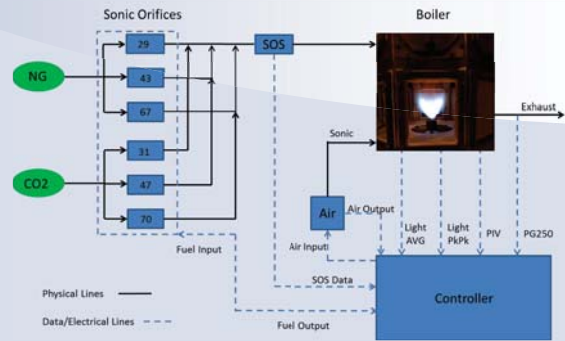 Sonic Orifices
Boiler
29
SOS
NG
43
67
Exhaust
Sonic
31
CO2
47
Air
Air Output
70
Light
AVG
Light
PkPk
PIV
PG250
Fuel Input
Air Input
SOS Data
Controller
Physical Lines
Data/Electrical Lines
Fuel Output